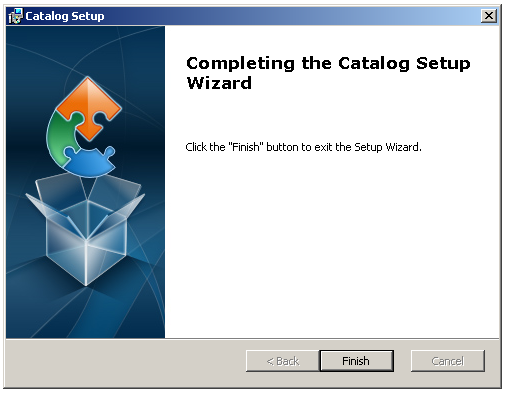 Catalog Setup
Completing the Catalog Setup
Wizard
Click the "Finish" button to exit the Setup Wizard.
< Back
Finish
Cancel